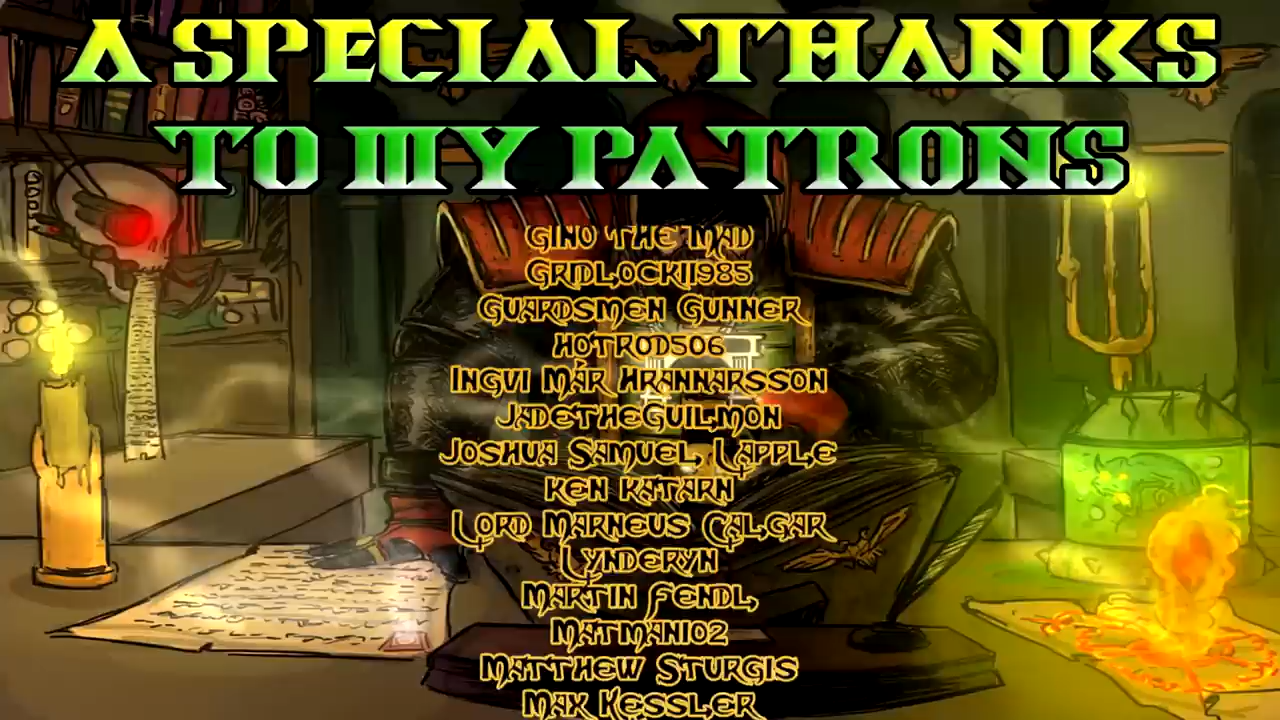 A SPECIAL THANKS
TO MY PATRONS
Gino the Mad
Gridlock11985
Guardsmen Gunner
hotrod506
Ingvi Már Hrannarsson
JadetheGuilmon
Joshua Samuel Lapple
ken katarn
Lord Marneus Calgar
Lynderyn
Martin Fendl
Matman102
Matthew Sturgis
Max Kessler